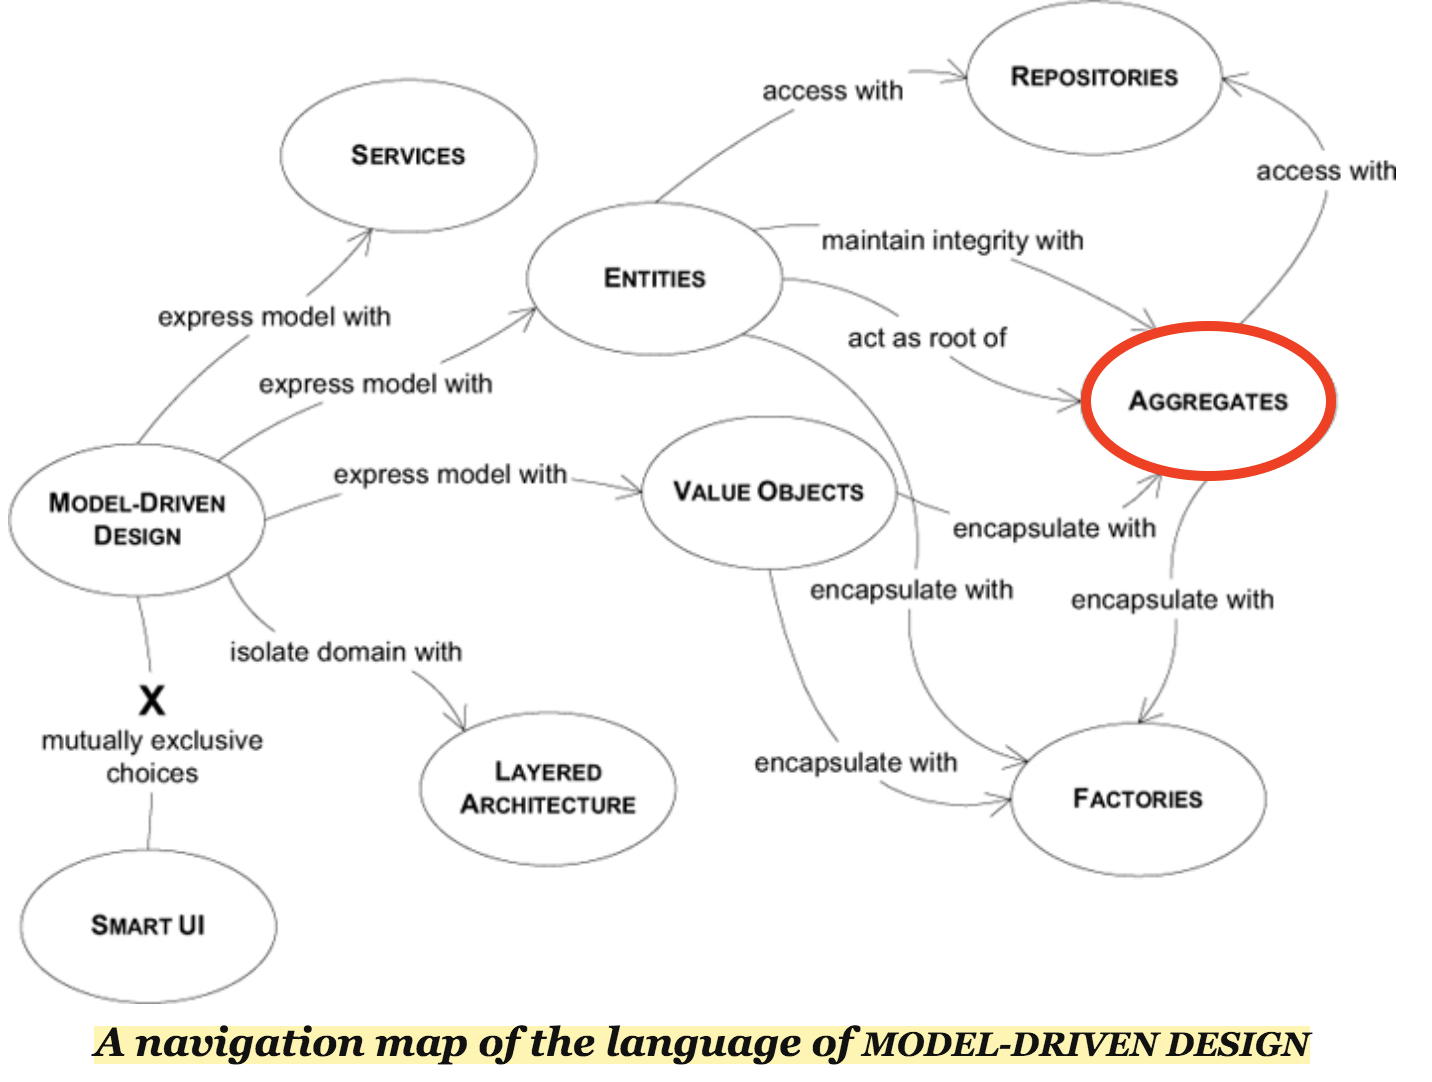 REPOSITORIES
access with
SERVICES
access with
maintain integrity with
ENTITIES
express model with
act as root of
express model with
AGGREGATES
express model with
VALUE OBJECTS
MODEL-DRIVEN
DESIGN
encapsulate with
encapsulate with
encapsulate with
isolate domain with
X
mutually exclusive
choices
encapsulate with
LAYERED
ARCHITECTURE
FACTORIES
SMART UI
A navigation map of the language of MODEL-DRIVEN DESIGN